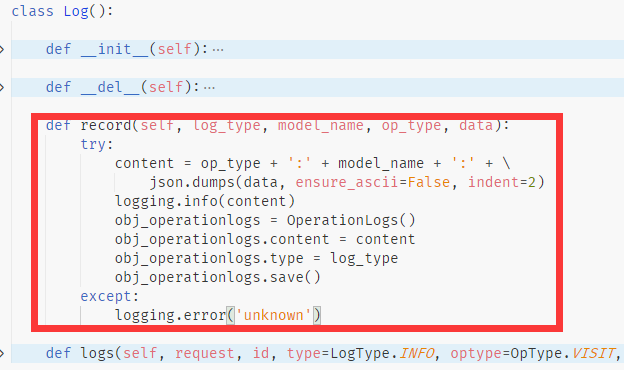 class Log():
def __init__(self):···
def __del__(self):···
def record(self, log_type, model_name, op_type, data):
try:
content = op_type + ':' + model_name + ':' + \
json.dumps(data, ensure_ascii=False, indent=2)
logging.info(content)
obj_operationlogs = OperationLogs()
obj_operationlogs.content = content
obj_operationlogs.type = log_type
obj_operationlogs.save()
except:
logging.error('unknown')
def logs(self, request, id, type=LogType.INFO, optype=OpType.VISIT,